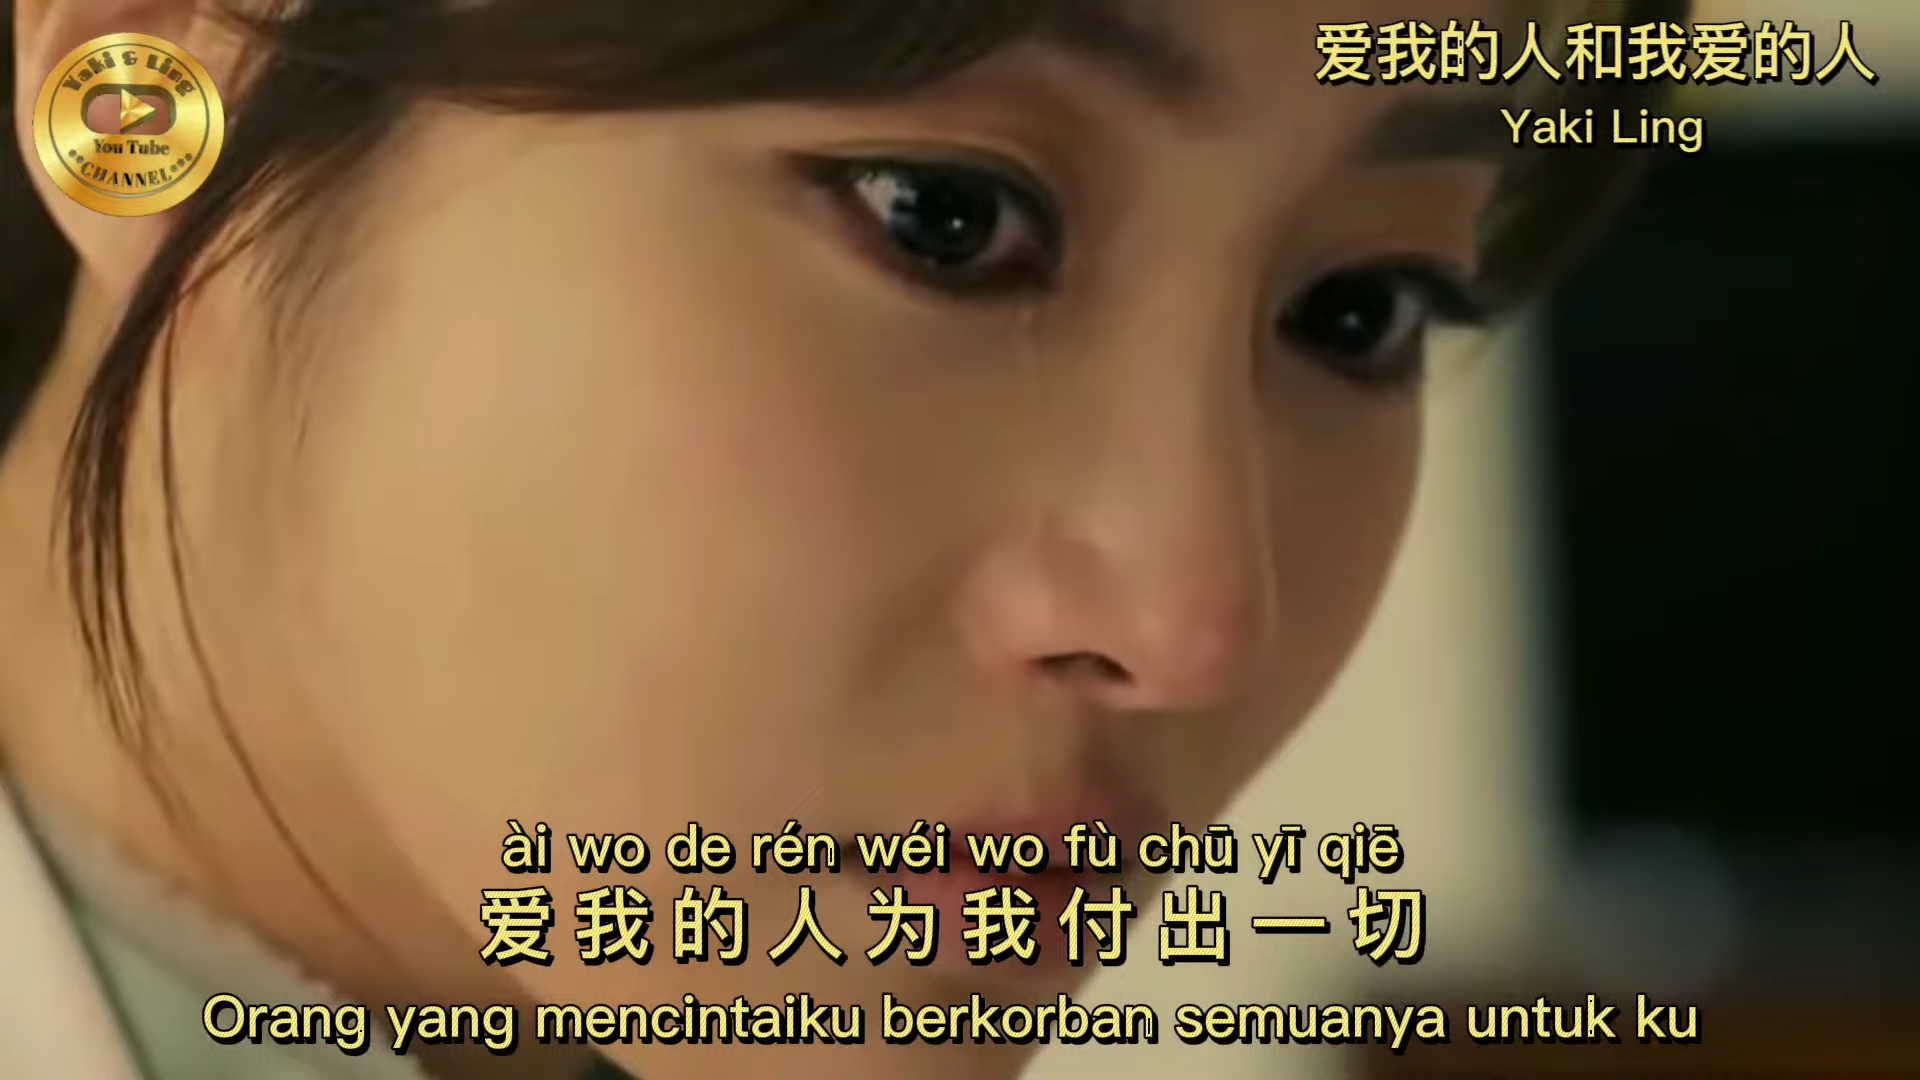 Yaki & Ling
You Tube
CHANNEL
爱我的人和我爱的人
Yaki Ling
ài wo de rén wéi wo fù chū yī qiē
爱我的人为我付出一切
Orang yang mencintaiku berkorban semuanya untuk ku